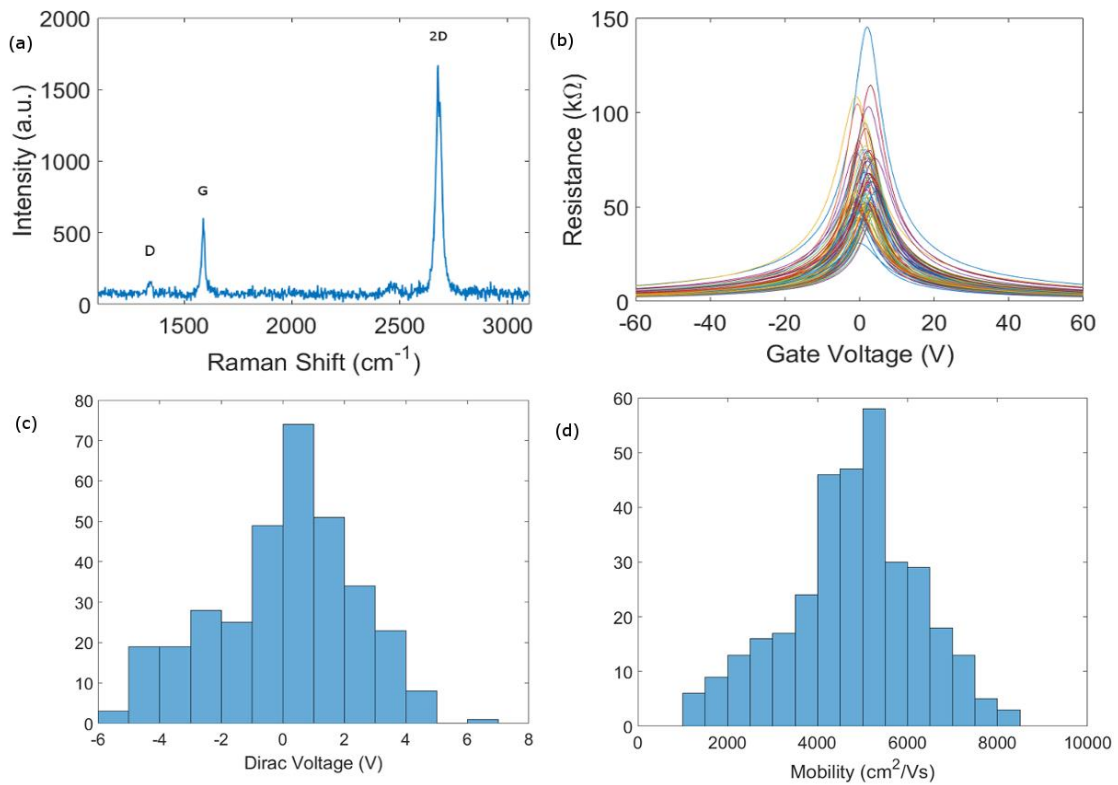 (a)
2000
1500
1000
500
0
Intensity (a.u.)
D
G
2D
1500 2000 2500 3000
Raman Shift (cm⁻¹)
(b)
150
100
50
0
Resistance (kΩ)
-60 -40 -20 0 20 40 60
Gate Voltage (V)
(c)
80
70
60
50
40
30
20
10
0
-6 -4 -2 0 2 4 6 8
Dirac Voltage (V)
(d)
60
50
40
30
20
10
0
0 2000 4000 6000 8000 10000
Mobility (cm²/Vs)